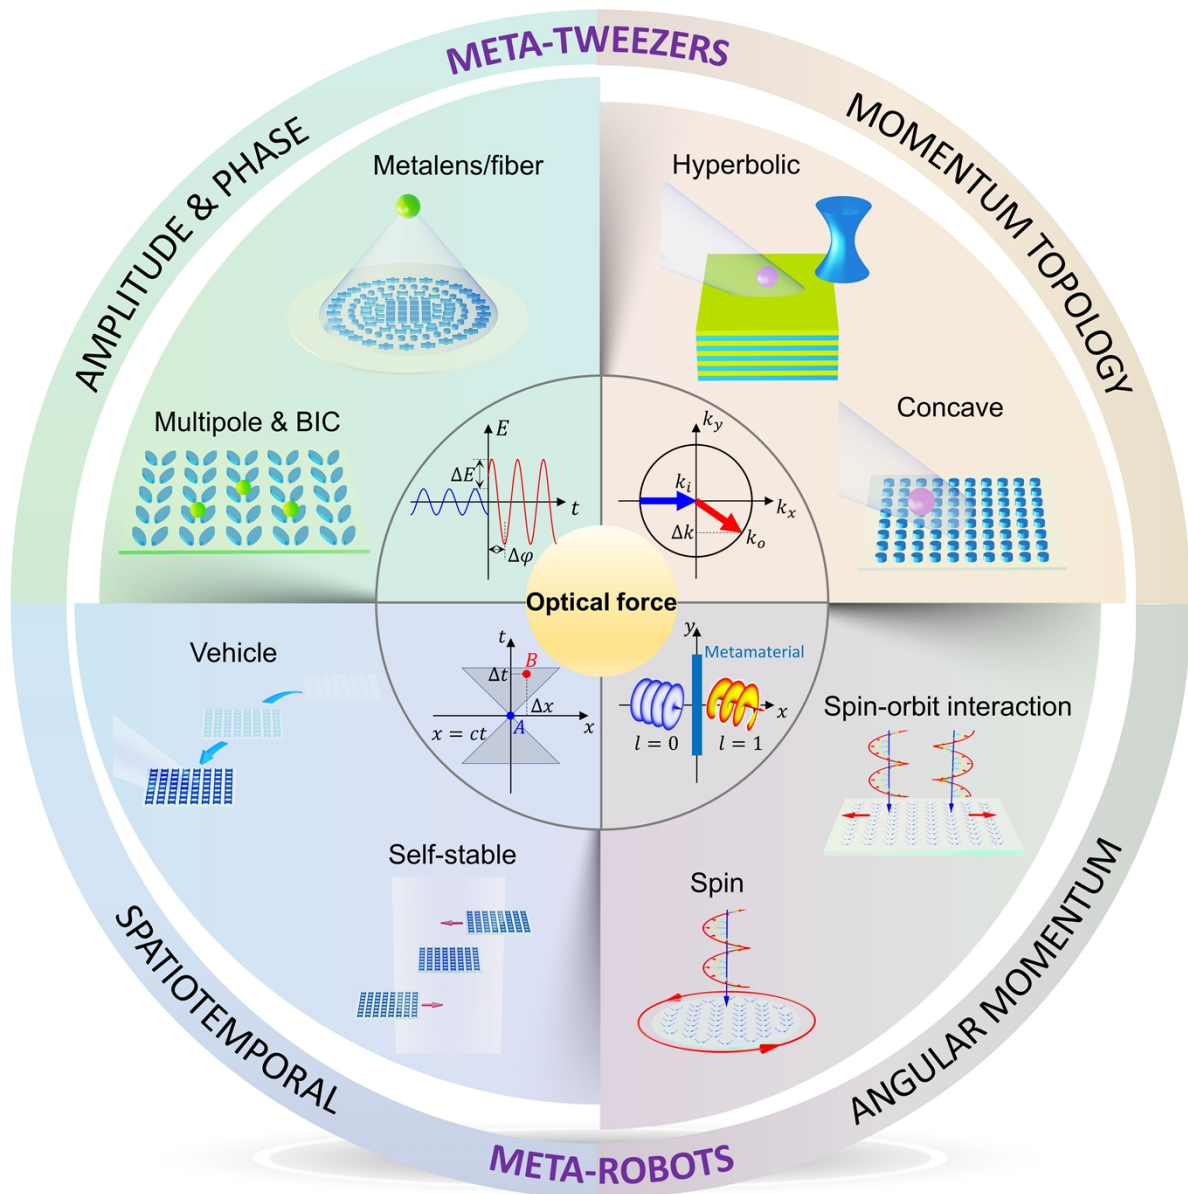 META-TWEEZERS
AMPLITUDE & PHASE
MOMENTUM TOPOLOGY
Metalens/fiber
Hyperbolic
Multipole & BIC
Concave
E
ΔE
t
Δφ
k_y
k_i
k_x
Δk
k_o
Optical force
t
B
Δt
Δx
A
x
x = ct
y
Metamaterial
x
l = 0
l = 1
Vehicle
Self-stable
Spin-orbit interaction
Spin
SPATIOTEMPORAL
ANGULAR MOMENTUM
META-ROBOTS